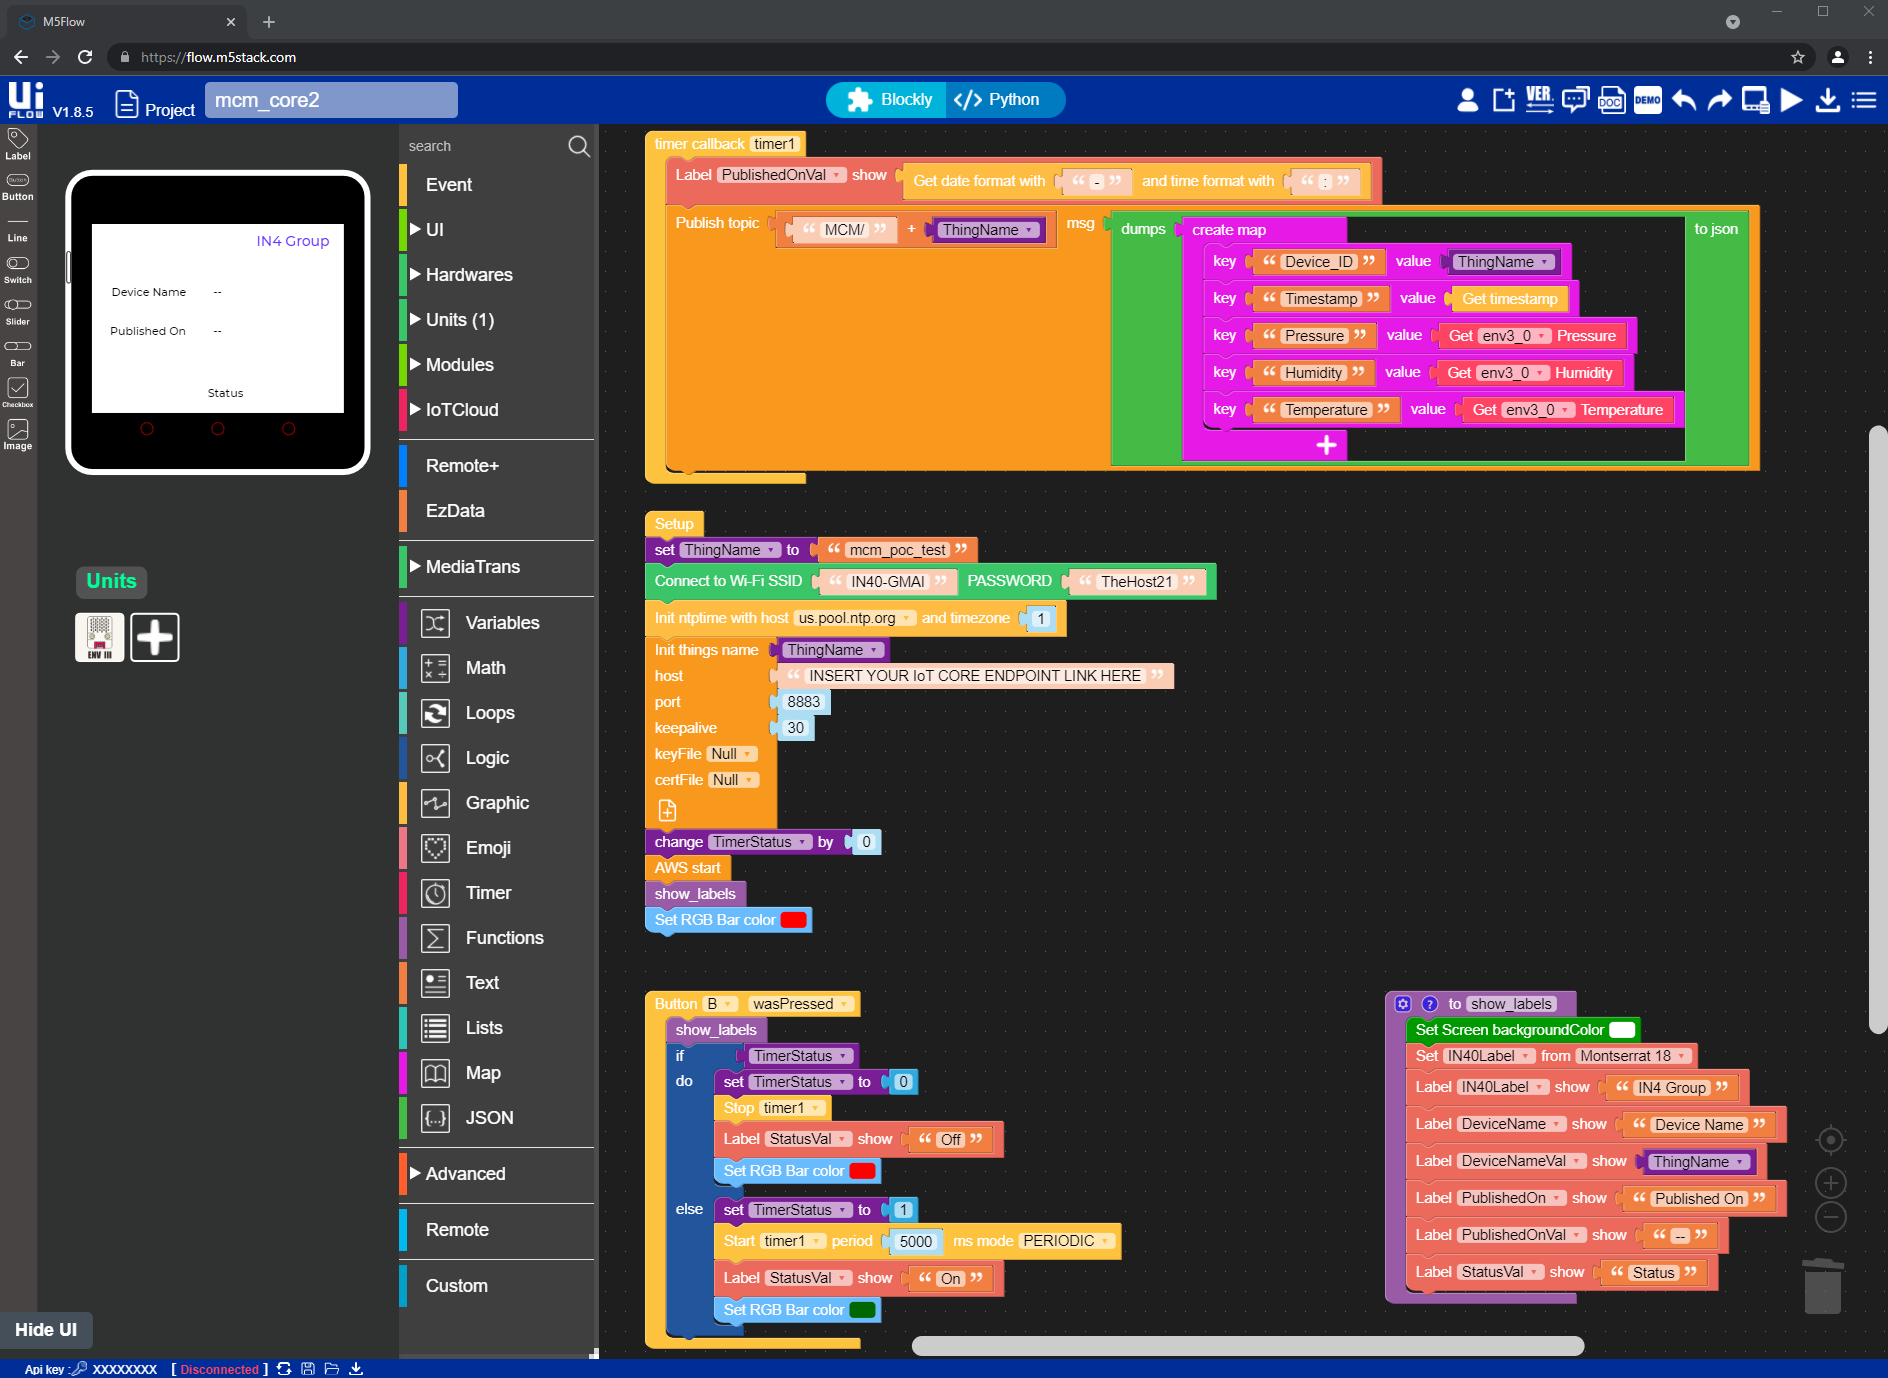 M5Flow
https://flow.m5stack.com
Ui FLOW V1.8.5 Project mcm_core2 Blockly </> Python VER. DOC DEMO
Label
Button
Line
Switch
Slider
Bar
Checkbox
Image
IN4 Group
Device Name --
Published On --
Status
Units
ENV III
Hide UI
search
Event
UI
Hardwares
Units (1)
Modules
IoTCloud
Remote+
EzData
MediaTrans
Variables
Math
Loops
Logic
Graphic
Emoji
Timer
Functions
Text
Lists
Map
JSON
Advanced
Remote
Custom
timer callback timer1
Label PublishedOnVal show Get date format with “ - ” and time format with “ : ”
Publish topic “ MCM/ ” + ThingName msg dumps create map to json
key “ Device_ID ” value ThingName
key “ Timestamp ” value Get timestamp
key “ Pressure ” value Get env3_0 Pressure
key “ Humidity ” value Get env3_0 Humidity
key “ Temperature ” value Get env3_0 Temperature
Setup
set ThingName to “ mcm_poc_test ”
Connect to Wi-Fi SSID “ IN40-GMAI ” PASSWORD “ TheHost21 ”
Init ntptime with host us.pool.ntp.org and timezone 1
Init things name ThingName
host “ INSERT YOUR IoT CORE ENDPOINT LINK HERE ”
port 8883
keepalive 30
keyFile Null
certFile Null
change TimerStatus by 0
AWS start
show_labels
Set RGB Bar color
Button B wasPressed
show_labels
if TimerStatus
do set TimerStatus to 0
Stop timer1
Label StatusVal show “ Off ”
Set RGB Bar color
else set TimerStatus to 1
Start timer1 period 5000 ms mode PERIODIC
Label StatusVal show “ On ”
Set RGB Bar color
? to show_labels
Set Screen backgroundColor
Set IN40Label from Montserrat 18
Label IN40Label show “ IN4 Group ”
Label DeviceName show “ Device Name ”
Label DeviceNameVal show ThingName
Label PublishedOn show “ Published On ”
Label PublishedOnVal show “ -- ”
Label StatusVal show “ Status ”
Api key : XXXXXXXX [ Disconnected ]